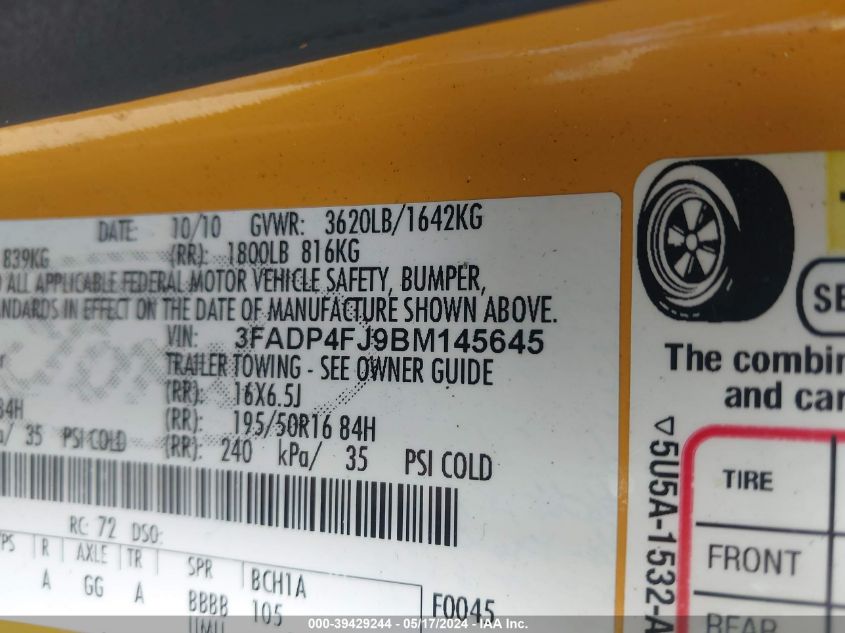 DATE: 10/10 GVWR: 3620LB/1642KG
839KG (RR): 1800LB 816KG
ALL APPLICABLE FEDERAL MOTOR VEHICLE SAFETY, BUMPER,
IN EFFECT ON THE DATE OF MANUFACTURE SHOWN ABOVE.
VIN: 3FADP4FJ9BM145645
TRAILER TOWING - SEE OWNER GUIDE
(RR): 16X6.5J
84H (RR): 195/50R16 84H
/ 35 PSI COLD (RR): 240 kPa/ 35 PSI COLD
RC: 72 DSO:
R AXLE TR SPR BCH1A
A GG A BBBB 105 F0045
The
and
5U5A-1532-A
TIRE
FRONT
REAR
000-39429244 — 05/17/2024 — IAA Inc.